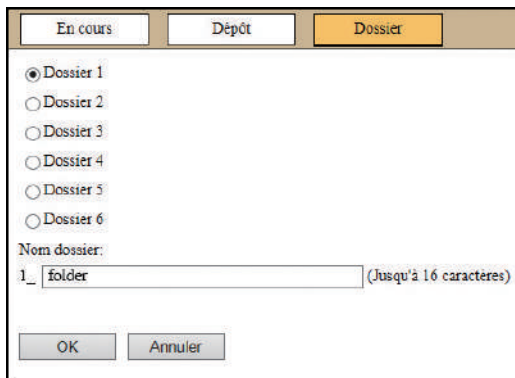 En cours Dépôt Dossier
Dossier 1
Dossier 2
Dossier 3
Dossier 4
Dossier 5
Dossier 6
Nom dossier:
1_ folder (Jusqu'à 16 caractères)
OK Annuler